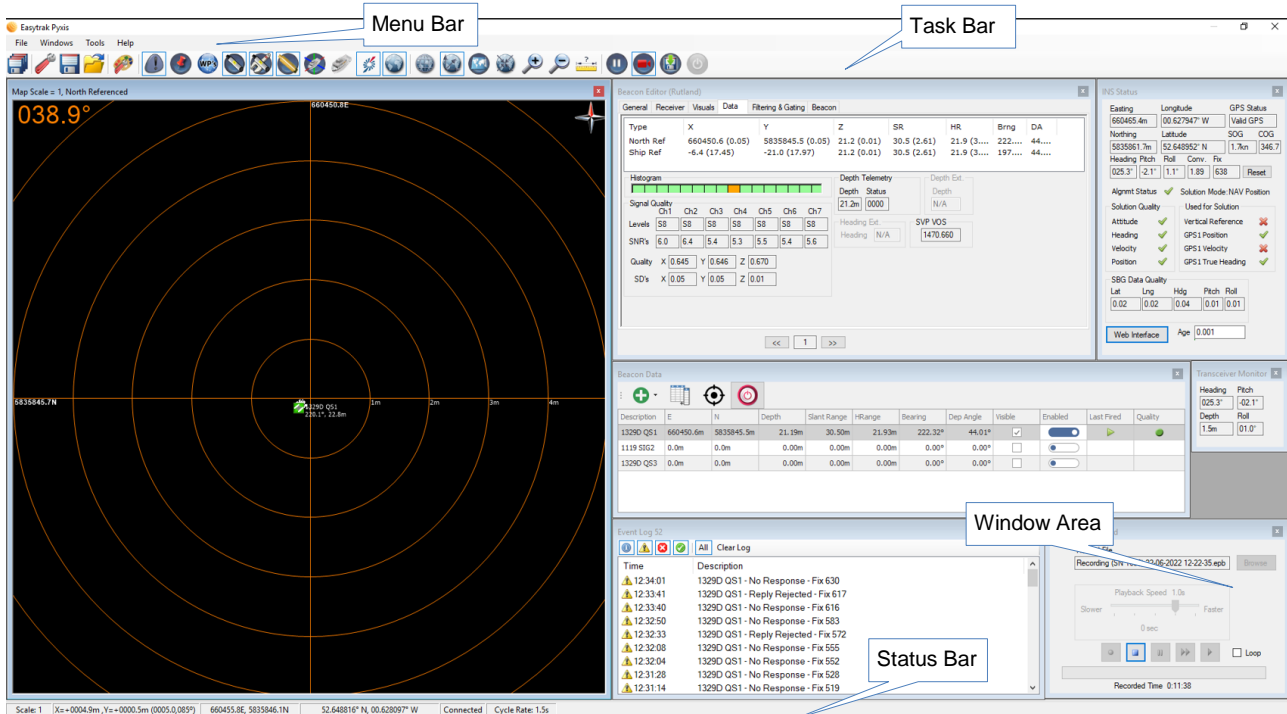 Easytrak Pyxis
Menu Bar
Task Bar
File Windows Tools Help
WP
?
Map Scale = 1, North Referenced
038.9°
660450.8E
5835845.7N
1m
2m
3m
4m
1329D QS1
220.1°, 22.8m
Beacon Editor (Rutland)
General Receiver Visuals Data Filtering & Gating Beacon
Type X Y Z SR HR Brng DA
North Ref 660450.6 (0.05) 5835845.5 (0.05) 21.2 (0.01) 30.5 (2.61) 21.9 (3.... 222.... 44....
Ship Ref -6.4 (17.45) -21.0 (17.97) 21.2 (0.01) 30.5 (2.61) 21.9 (3.... 197.... 44....
Histogram
Signal Quality
Ch1 Ch2 Ch3 Ch4 Ch5 Ch6 Ch7
Levels S8 S8 S8 S8 S8 S8 S8
SNR's 6.0 6.4 5.4 5.3 5.5 5.4 5.6
Quality X 0.645 Y 0.646 Z 0.670
SD's X 0.05 Y 0.05 Z 0.01
Depth Telemetry
Depth Status
21.2m 0000
Depth Ext.
Depth
N/A
Heading Ext.
Heading N/A
SVP VOS
1470.660
<< 1 >>
INS Status
Easting Longitude GPS Status
660465.4m 00.627947° W Valid GPS
Northing Latitude SOG COG
5835861.7m 52.648952° N 1.7kn 346.7
Heading Pitch Roll Conv. Fix
025.3° -2.1° 1.1° 1.89 638 Reset
Algnmt Status Solution Mode:NAV Position
Solution Quality Used for Solution
Attitude Vertical Reference
Heading GPS1 Position
Velocity GPS1 Velocity
Position GPS1 True Heading
SBG Data Quality
Lat Lng Hdg Pitch Roll
0.02 0.02 0.04 0.01 0.01
Web Interface Age 0.001
Beacon Data
Description E N Depth Slant Range HRange Bearing Dep Angle Visible Enabled Last Fired Quality
1329D QS1 660450.6m 5835845.5m 21.19m 30.50m 21.93m 222.32° 44.01°
1119 SIG2 0.0m 0.0m 0.00m 0.00m 0.00m 0.00° 0.00°
1329D QS3 0.0m 0.0m 0.00m 0.00m 0.00m 0.00° 0.00°
Transceiver Monitor
Heading Pitch
025.3° -02.1°
Depth Roll
1.5m 01.0°
Event Log 52
All Clear Log
Time Description
12:34:01 1329D QS1 - No Response - Fix 630
12:33:41 1329D QS1 - Reply Rejected - Fix 617
12:33:40 1329D QS1 - No Response - Fix 616
12:32:50 1329D QS1 - No Response - Fix 583
12:32:33 1329D QS1 - Reply Rejected - Fix 572
12:32:08 1329D QS1 - No Response - Fix 555
12:32:04 1329D QS1 - No Response - Fix 552
12:31:28 1329D QS1 - No Response - Fix 528
12:31:14 1329D QS1 - No Response - Fix 519
Window Area
Status Bar
Recording (SN 22-06-2022 12-22-35.epb Browse
Playback Speed 1.0s
Slower Faster
0 sec
Loop
Recorded Time 0:11:38
Scale: 1 X=+0004.9m ,Y=+0000.5m (0005.0,085°) 660455.8E, 5835846.1N 52.648816° N, 00.628097° W Connected Cycle Rate: 1.5s